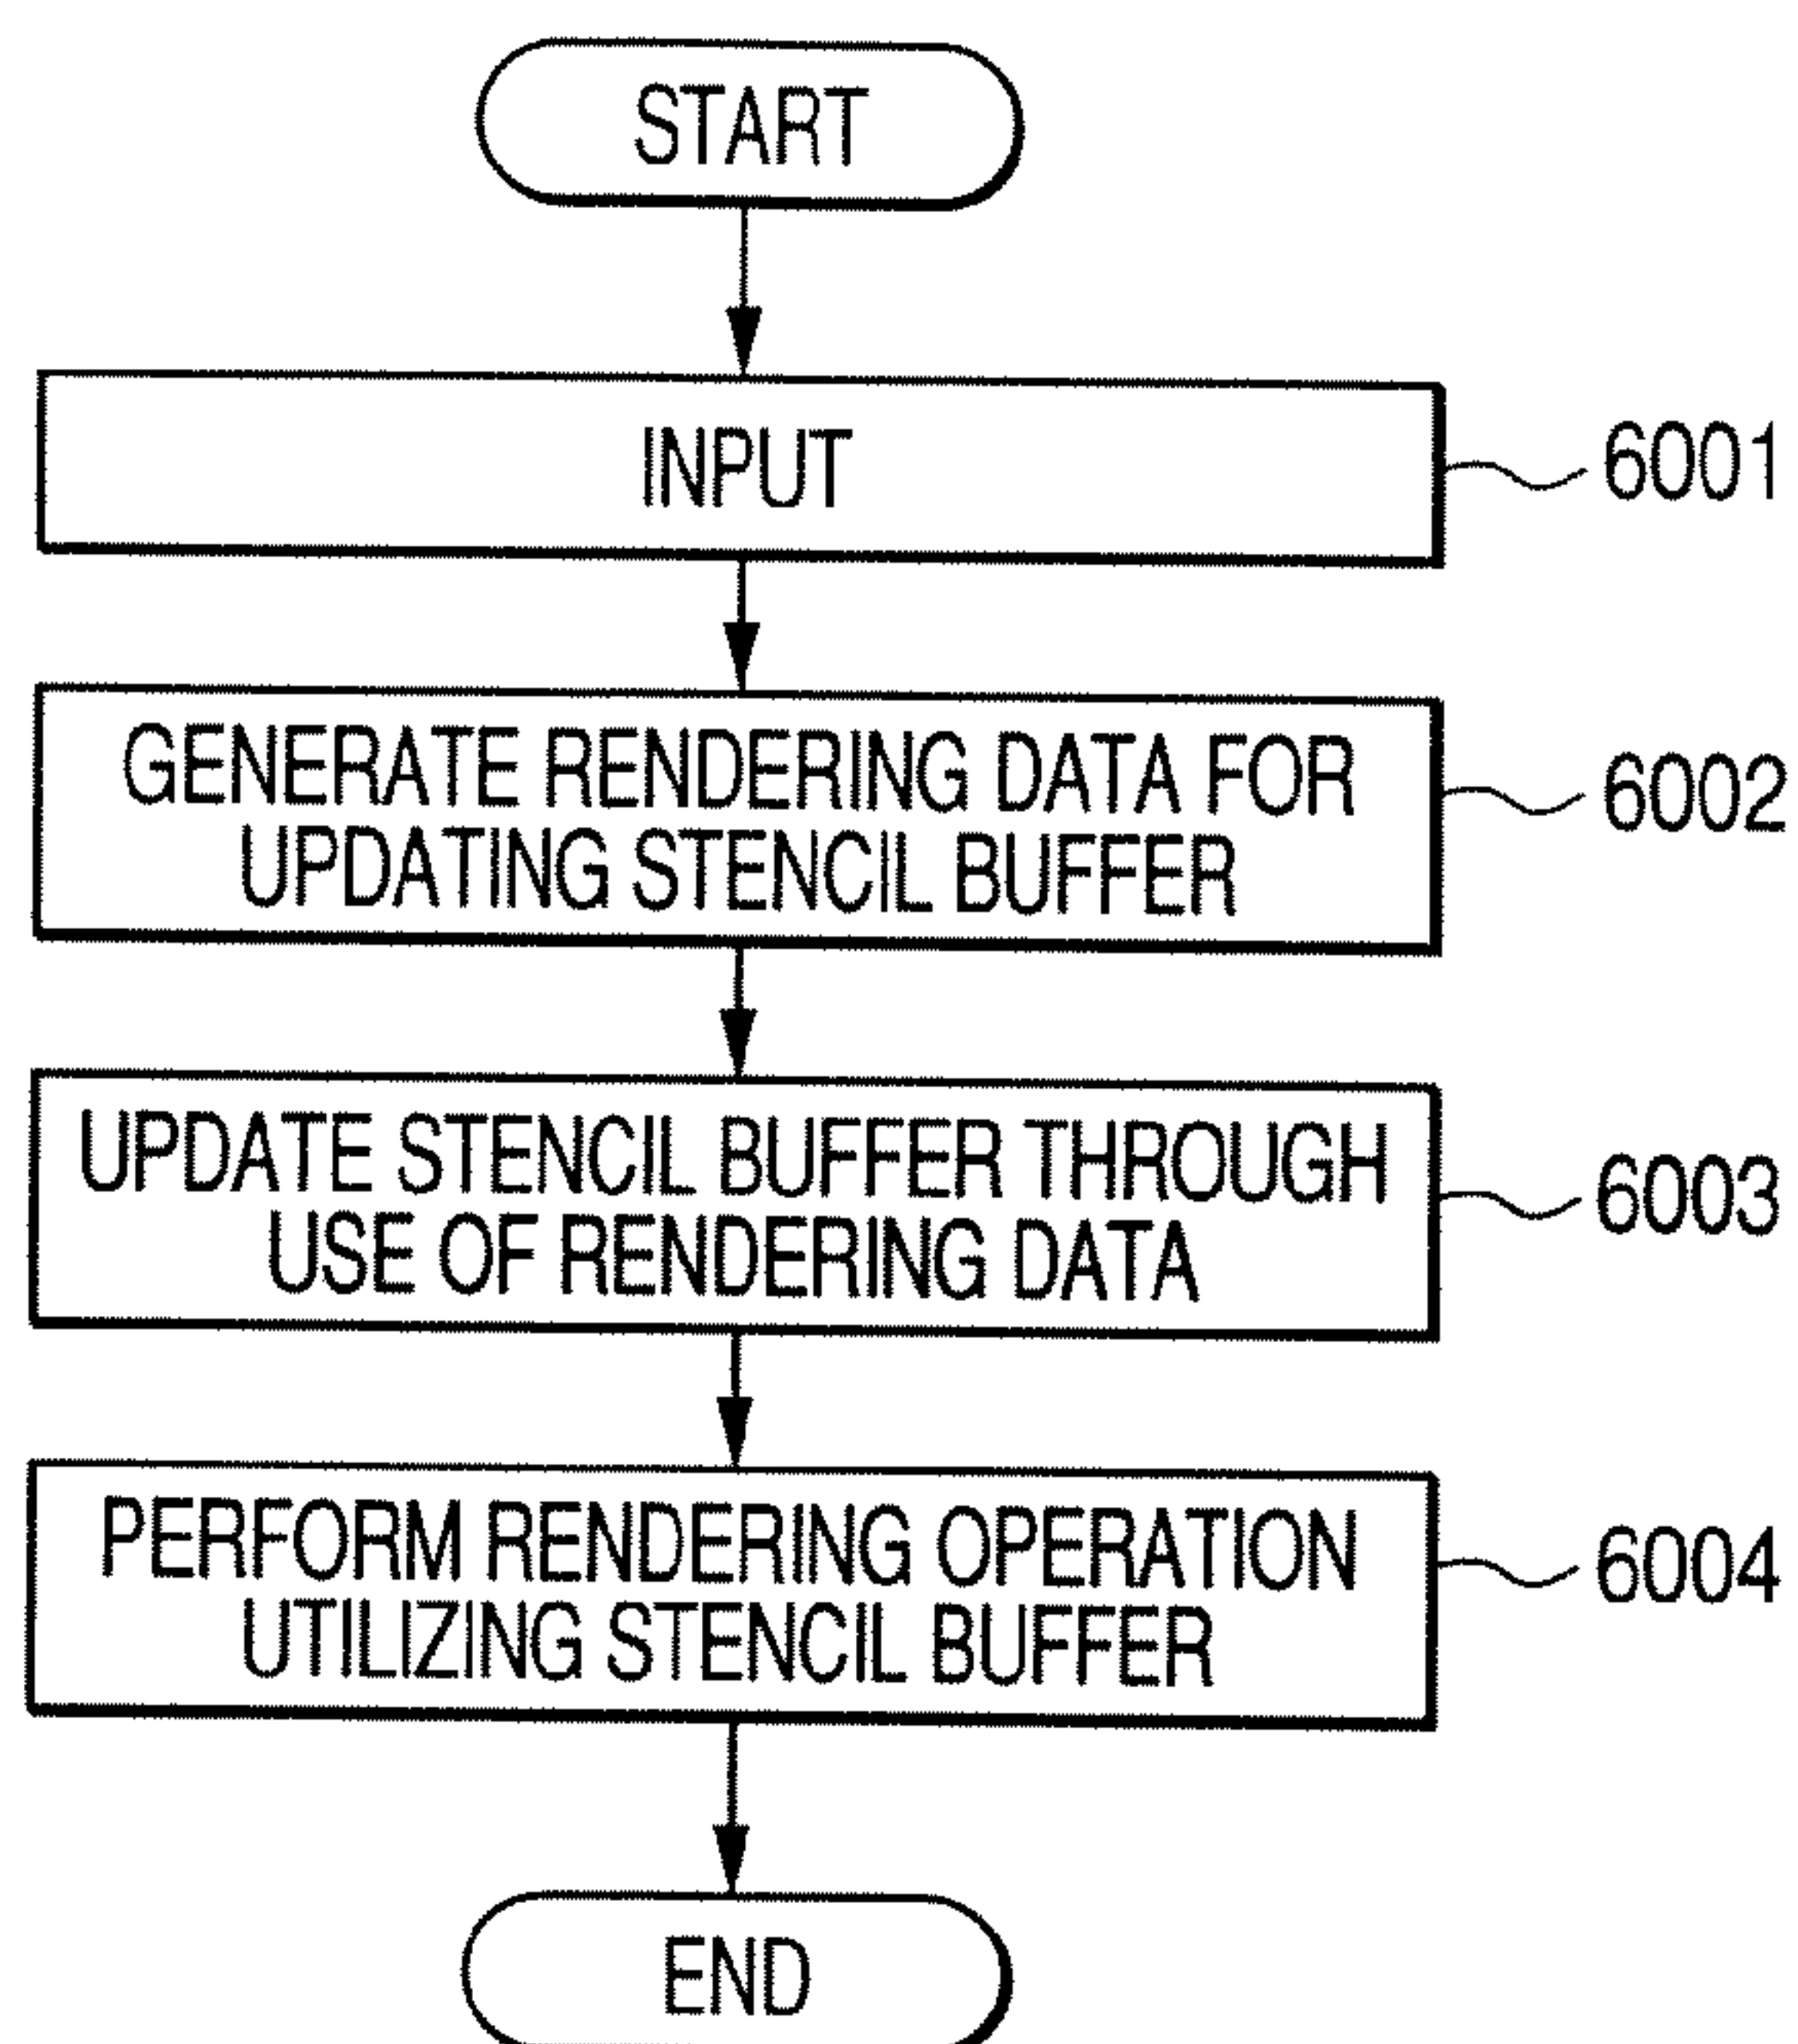 START
INPUT
6001
GENERATE RENDERING DATA FOR
UPDATING STENCIL BUFFER
6002
UPDATE STENCIL BUFFER THROUGH
USE OF RENDERING DATA
6003
PERFORM RENDERING OPERATION
UTILIZING STENCIL BUFFER
6004
END